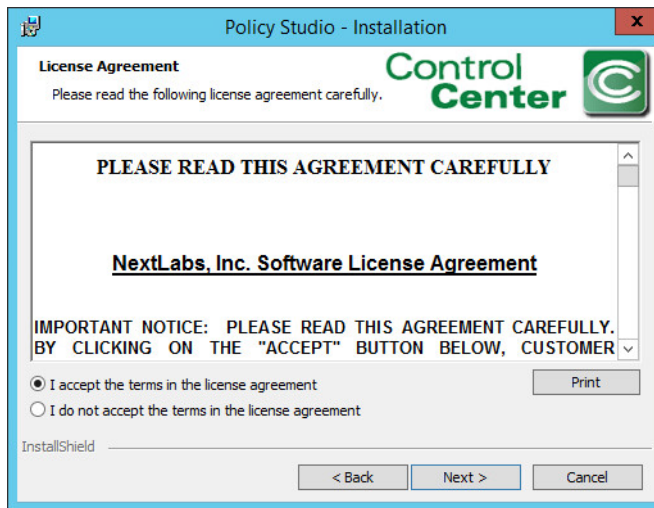 Policy Studio - Installation
x
License Agreement
Please read the following license agreement carefully.
Control
Center
PLEASE READ THIS AGREEMENT CAREFULLY
NextLabs, Inc. Software License Agreement
IMPORTANT NOTICE: PLEASE READ THIS AGREEMENT CAREFULLY.
BY CLICKING ON THE "ACCEPT" BUTTON BELOW, CUSTOMER
I accept the terms in the license agreement
Print
I do not accept the terms in the license agreement
InstallShield
< Back
Next >
Cancel